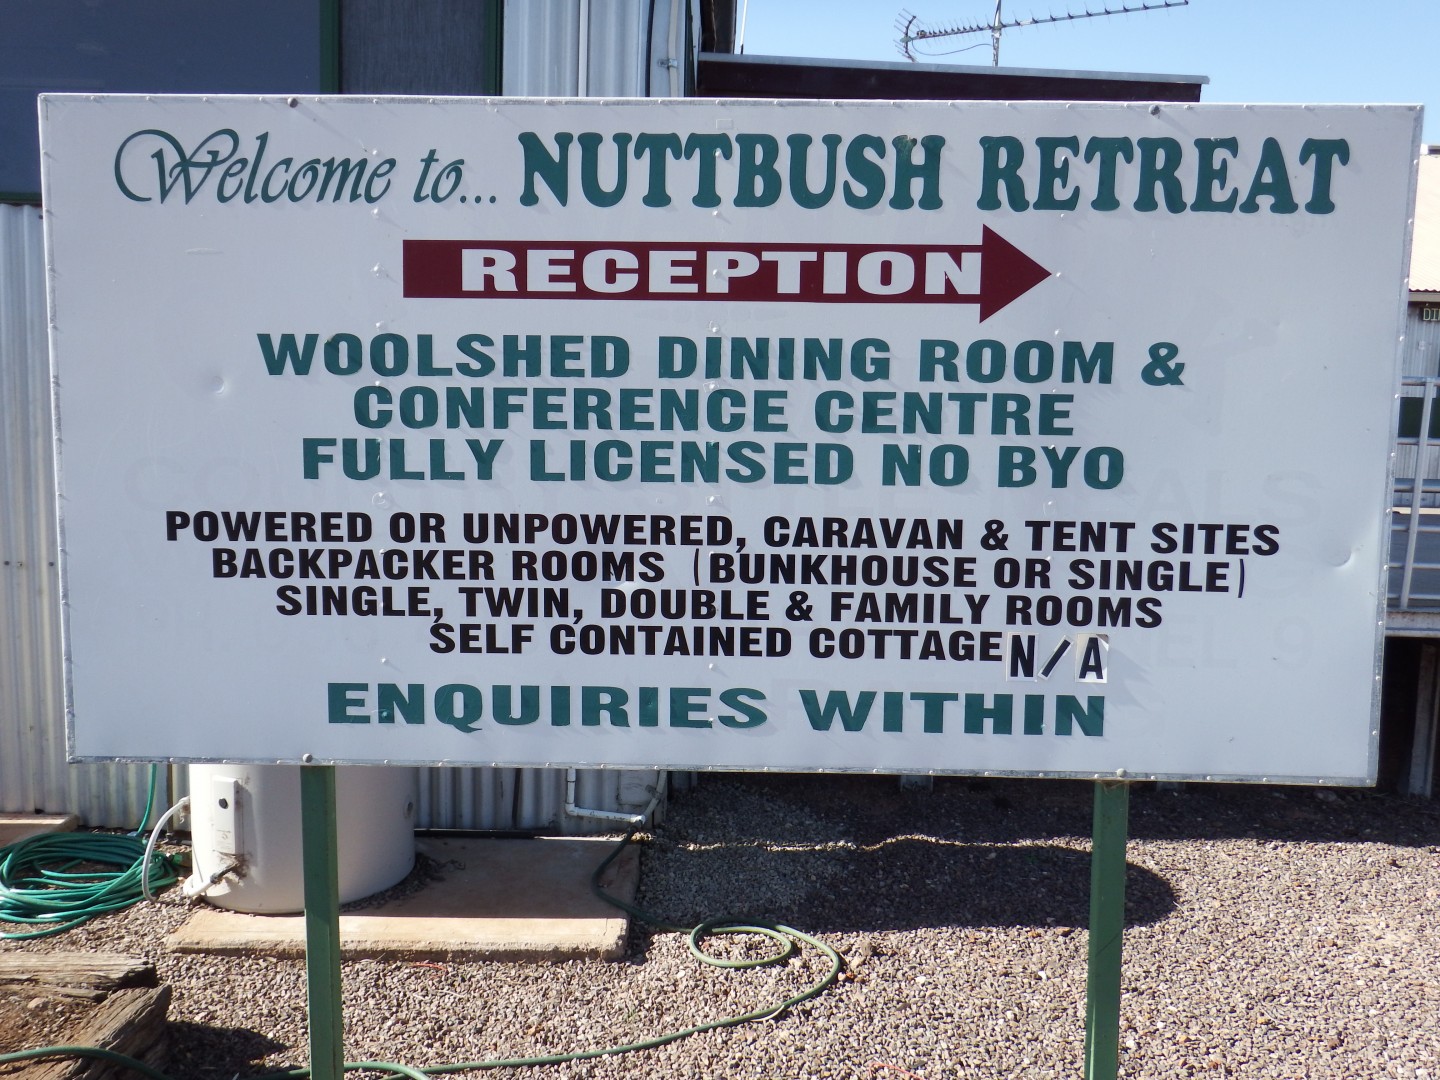 Welcome to... NUTTBUSH RETREAT
RECEPTION
WOOLSHED DINING ROOM &
CONFERENCE CENTRE
FULLY LICENSED NO BYO
POWERED OR UNPOWERED, CARAVAN & TENT SITES
BACKPACKER ROOMS (BUNKHOUSE OR SINGLE)
SINGLE, TWIN, DOUBLE & FAMILY ROOMS
SELF CONTAINED COTTAGE N/A
ENQUIRIES WITHIN